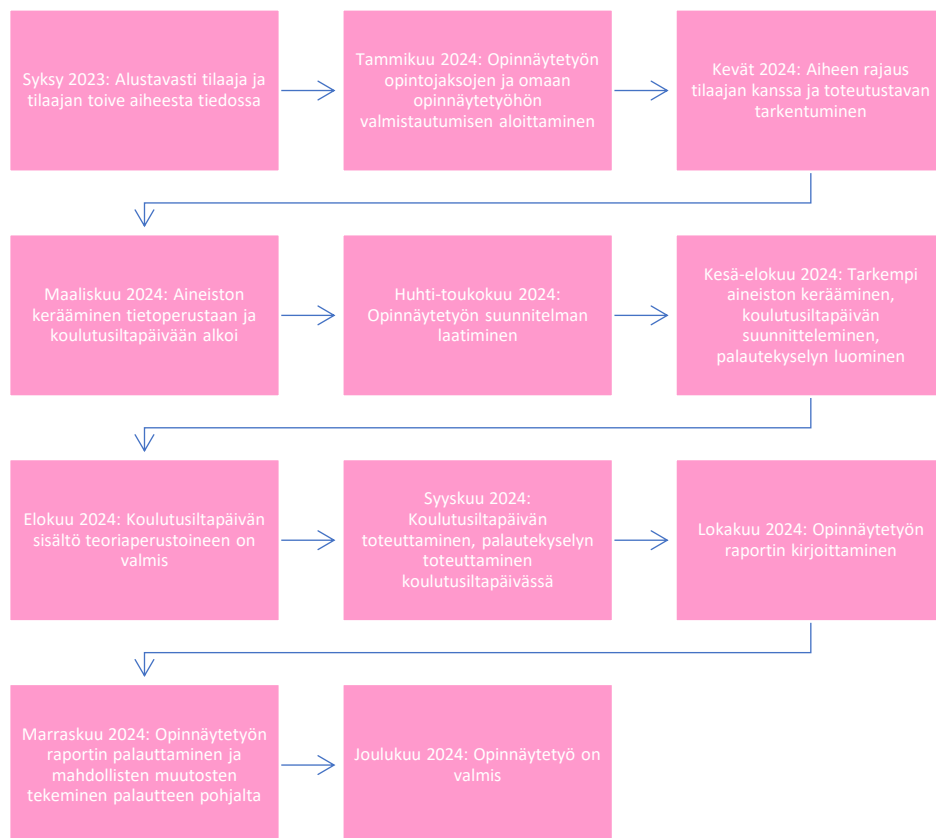 Syksy 2023: Alustavasti tilaaja ja
tilaajan toive aiheesta tiedossa
Tammikuu 2024: Opinnäytetyön
opintojaksojen ja omaan
opinnäytetyöhön
valmistautumisen aloittaminen
Kevät 2024: Aiheen rajaus
tilaajan kanssa ja toteutustavan
tarkentuminen
Maaliskuu 2024: Aineiston
kerääminen tietoperustaan ja
koulutusiltapäivään alkoi
Huhti-toukokuu 2024:
Opinnäytetyön suunnitelman
laatiminen
Kesä-elokuu 2024: Tarkempi
aineiston kerääminen,
koulutusiltapäivän
suunnitteleminen,
palautekyselyn luominen
Elokuu 2024: Koulutusiltapäivän
sisältö teoriaperustoineen on
valmis
Syyskuu 2024:
Koulutusiltapäivän
toteuttaminen, palautekyselyn
toteuttaminen
koulutusiltapäivässä
Lokakuu 2024: Opinnäytetyön
raportin kirjoittaminen
Marraskuu 2024: Opinnäytetyön
raportin palauttaminen ja
mahdollisten muutosten
tekeminen palautteen pohjalta
Joulukuu 2024: Opinnäytetyö on
valmis